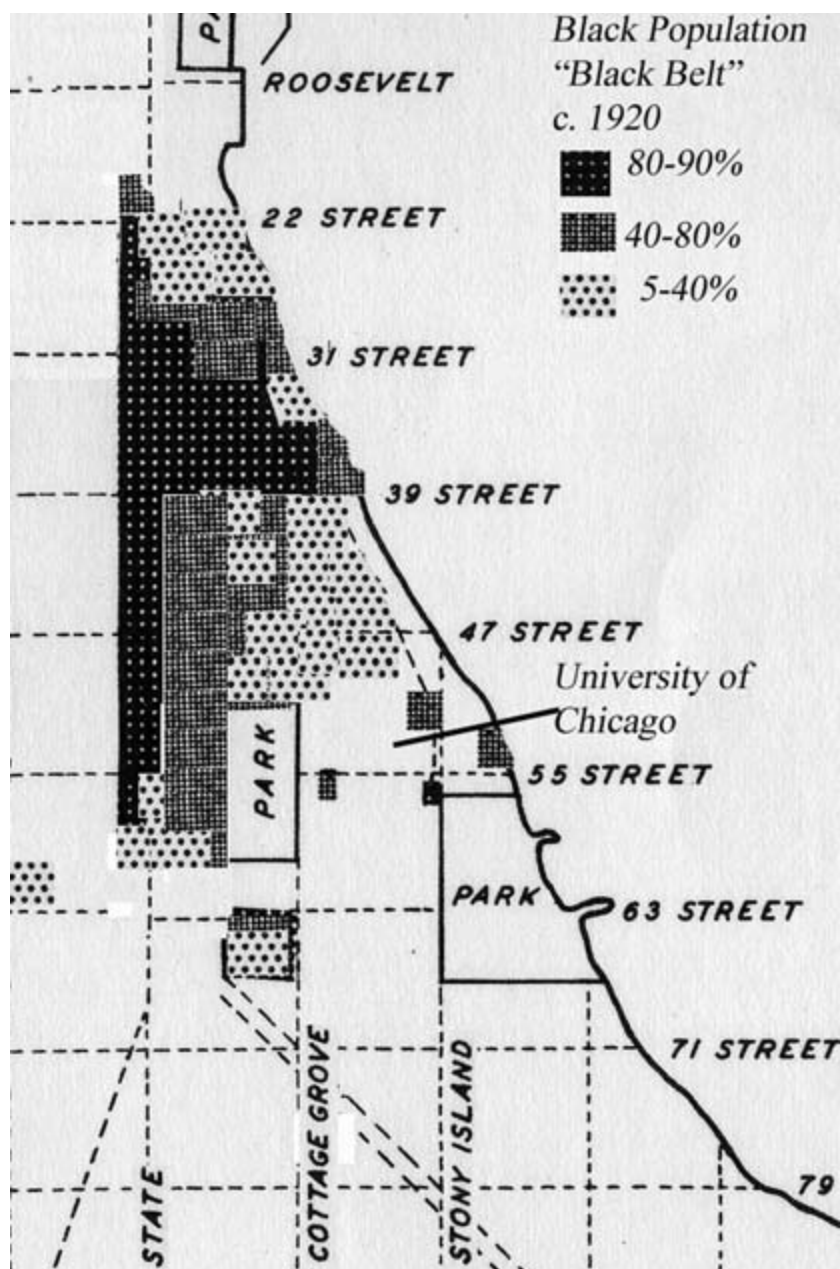 Black Population
"Black Belt"
c. 1920
80-90%
40-80%
5-40%
ROOSEVELT
22 STREET
31 STREET
39 STREET
47 STREET
University of
Chicago
55 STREET
PARK
PARK
63 STREET
71 STREET
79
STATE
COTTAGE GROVE
STONY ISLAND